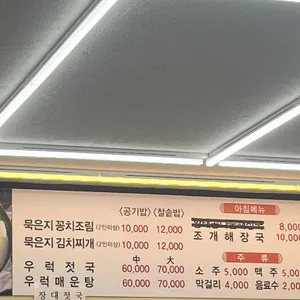 <공기밥> <찰솥밥>
묵은지 꽁치조림 (2인이상) 10,000 12,000
묵은지 김치찌개 (2인이상) 10,000 12,000
中 大
우럭젓국 60,000 70,000
우럭매운탕 60,000 70,000
장대젓국
아침메뉴
8,000
조개해장국 10,000
주류
소주 5,000 맥주 5,000
막걸리 4,000 음료수 2,000